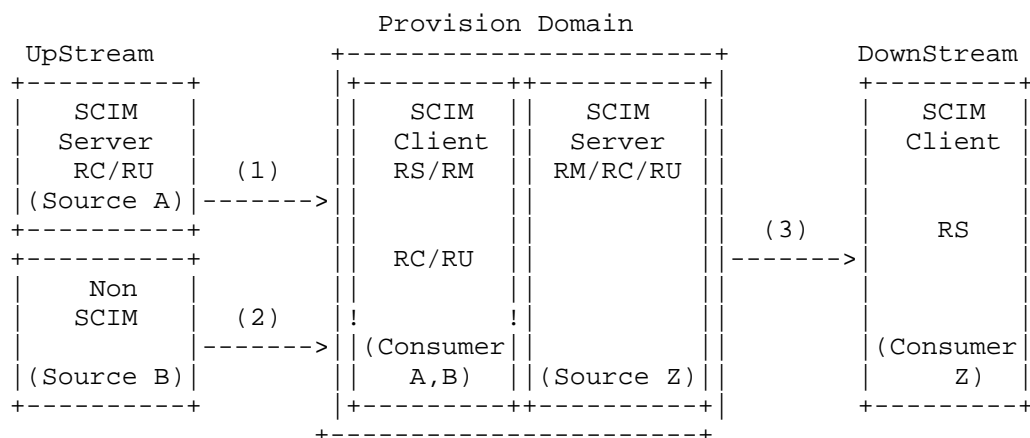 Provision Domain
 UpStream                 +-----------------------+           DownStream
+----------+              |+----------++----------+|          +---------+
|   SCIM   |              ||   SCIM   ||   SCIM   ||          |   SCIM  |
|  Server  |              ||  Client  ||  Server  ||          |  Client |
|   RC/RU  |  (1)         ||  RS/RM   || RM/RC/RU ||          |         |
|(Source A)|------->||          ||          ||          |         |
+----------+              ||          ||          ||   (3)    |    RS   |
+----------+              ||  RC/RU   ||          ||------->|         |
|    Non   |              ||          ||          ||          |         |
|   SCIM   |  (2)         |!          !|          ||          |         |
|          |------->||(Consumer ||          ||          |(Consumer|
|(Source B)|              ||   A,B)   ||(Source Z)||          |      Z) |
+----------+              |+----------++----------+|          +---------+
                         +-----------------------+